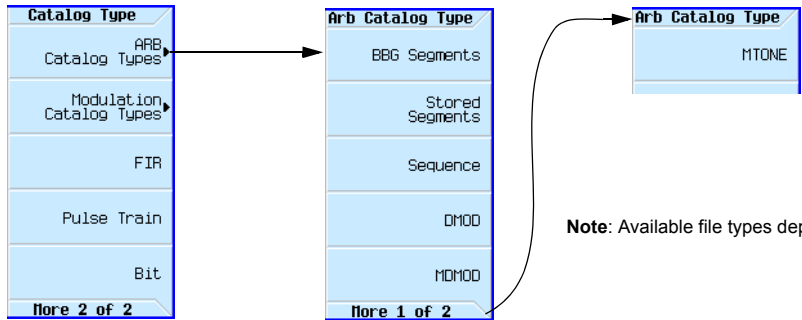 Catalog Type
ARB
Catalog Types
Modulation
Catalog Types
FIR
Pulse Train
Bit
More 2 of 2
Arb Catalog Type
BBG Segments
Stored
Segments
Sequence
DMOD
MDMOD
More 1 of 2
Arb Catalog Type
MTONE
Note: Available file types dep